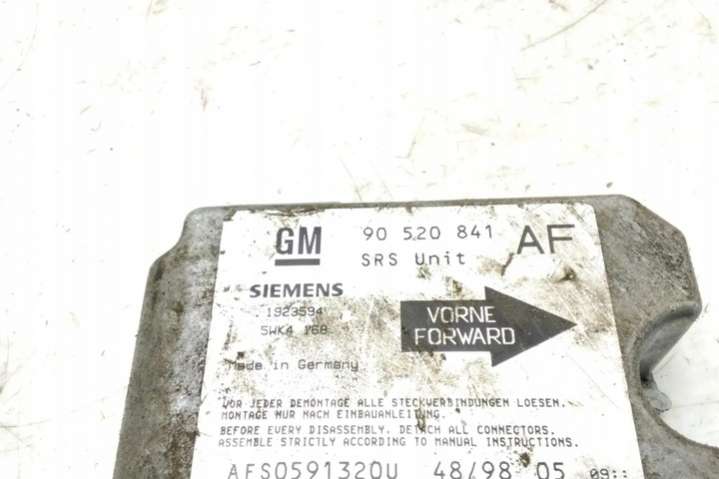 GM 90 520 841 AF
SRS Unit
SIEMENS
1923594
5WK4 168
VORNE
FORWARD
Made in Germany
VOR JEDER DEMONTAGE ALLE STECKVERBINDUNGEN LOESEN.
MONTAGE NUR NACH EINBAUANLEITUNG.
BEFORE EVERY DISASSEMBLY, DETACH ALL CONNECTORS.
ASSEMBLE STRICTLY ACCORDING TO MANUAL INSTRUCTIONS.
AFS0591320U 48/98 05